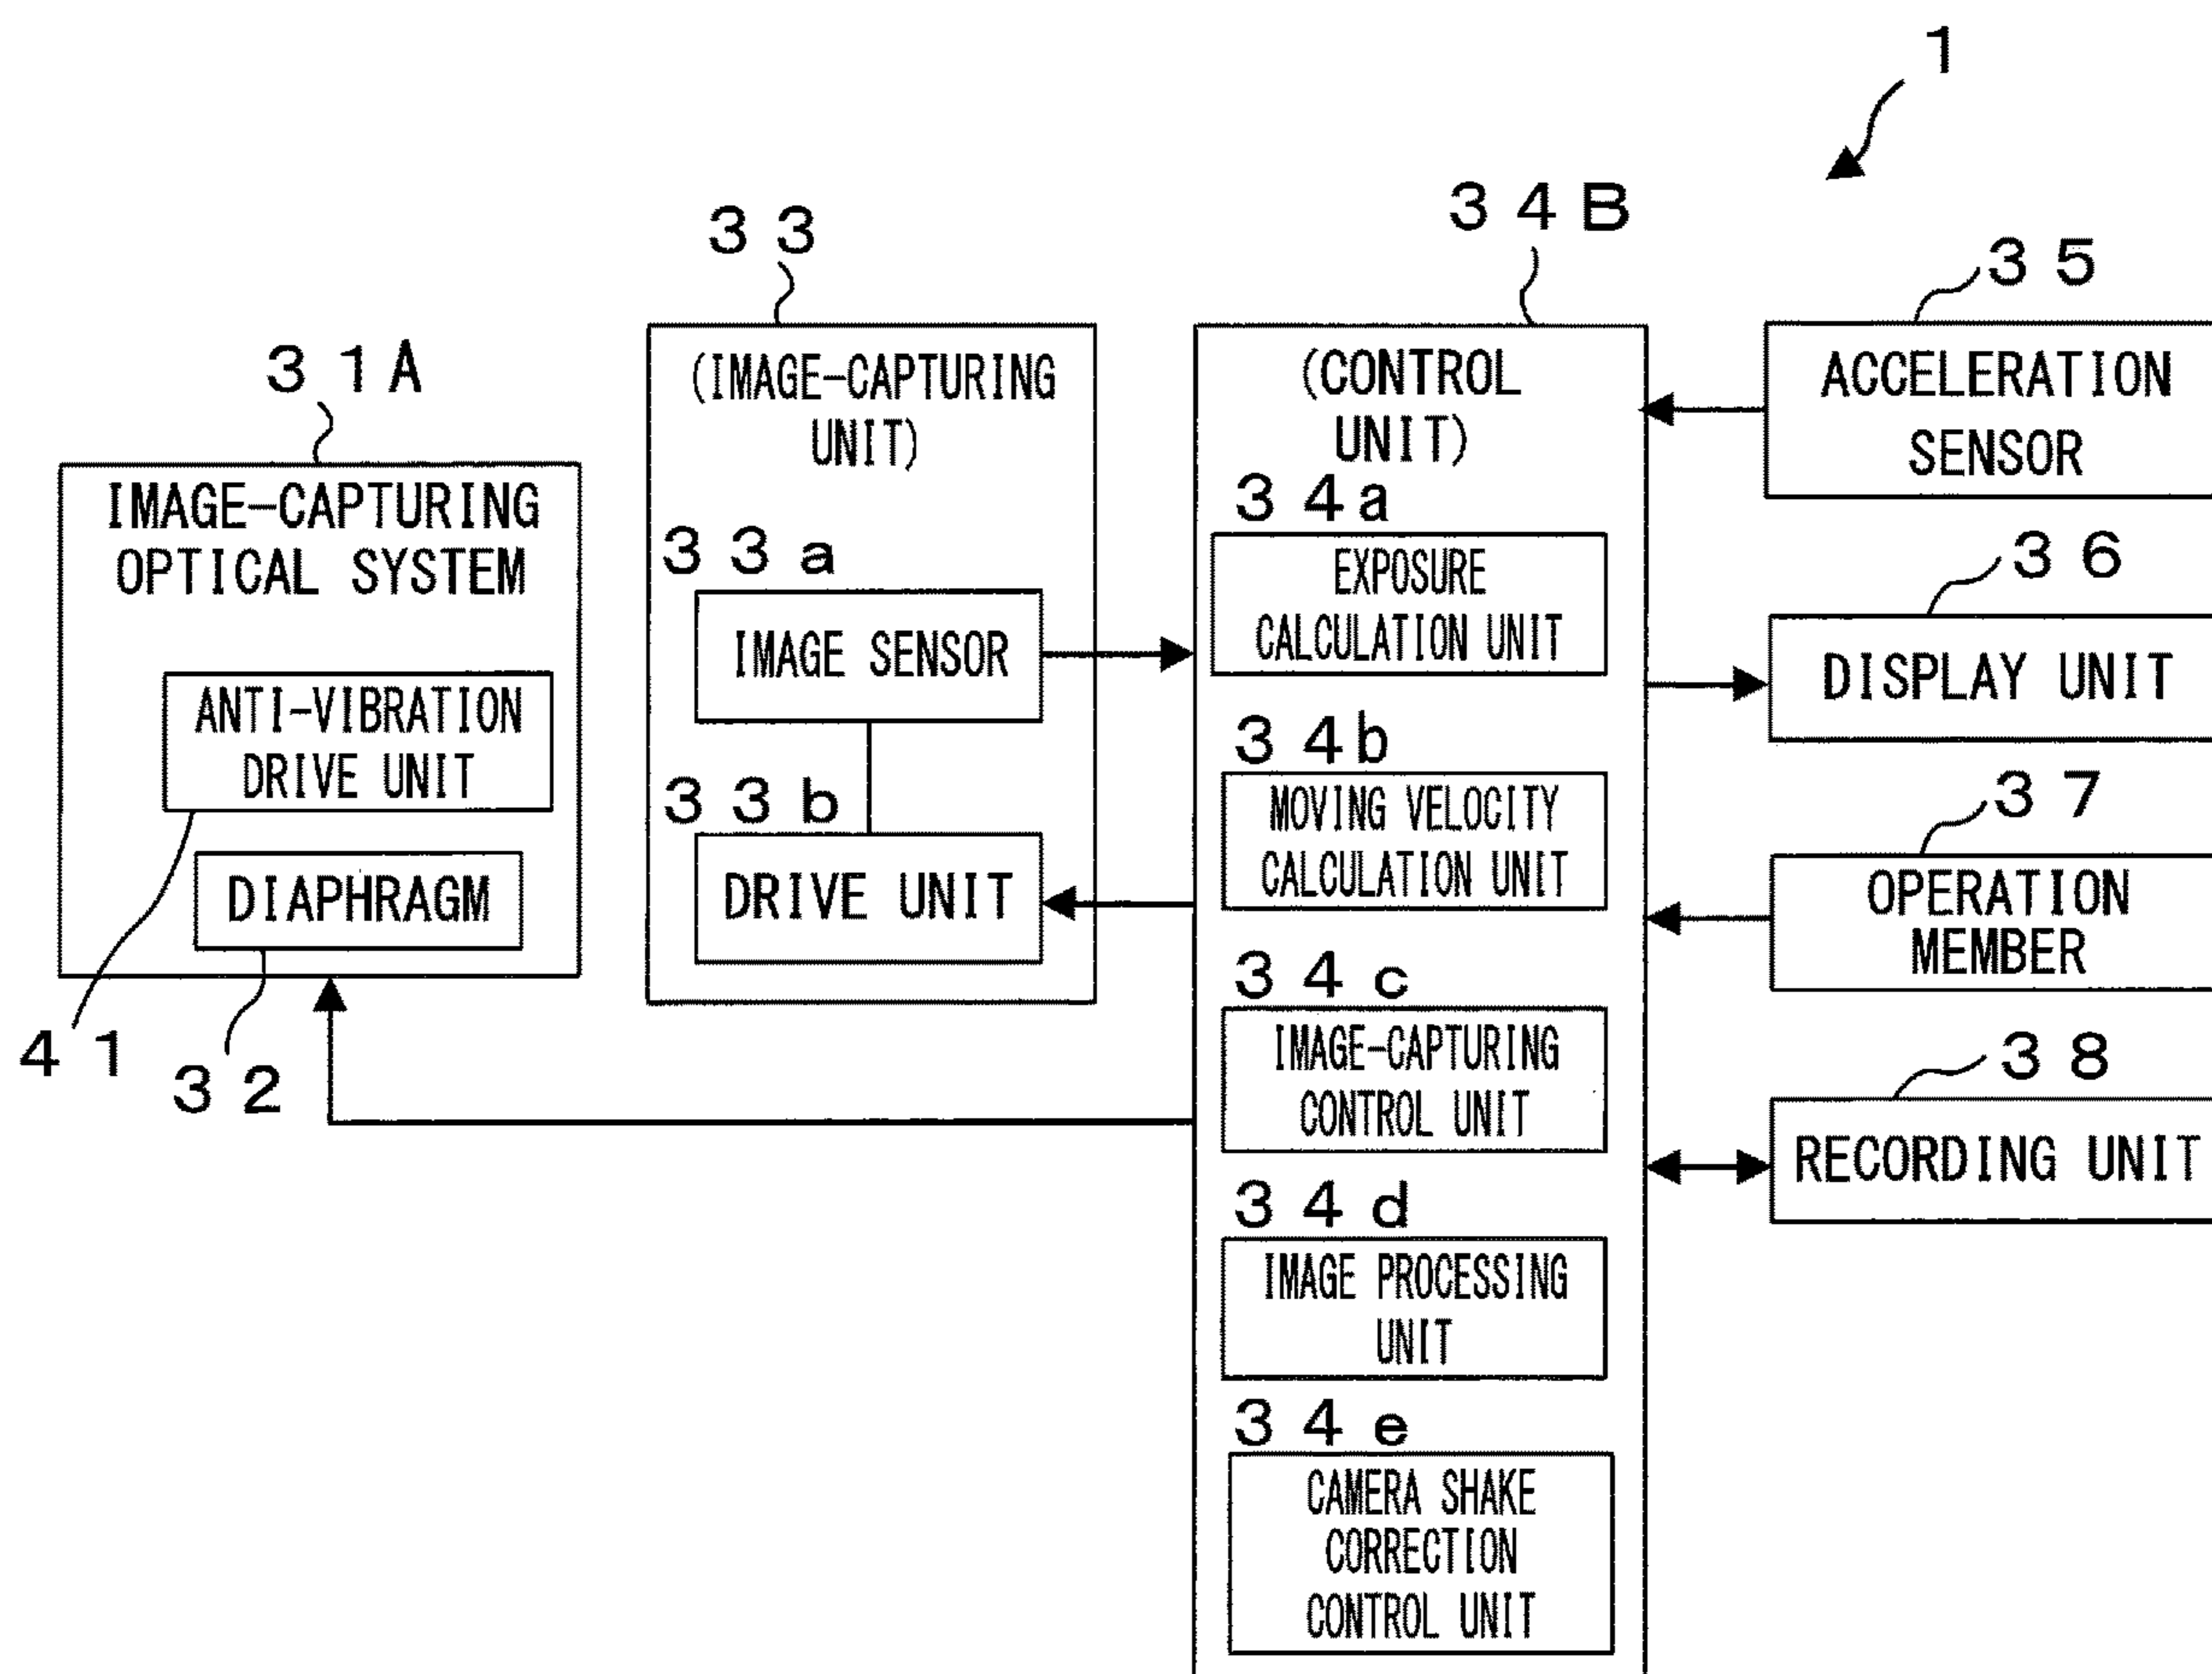 1
31A
IMAGE-CAPTURING
OPTICAL SYSTEM
ANTI-VIBRATION
DRIVE UNIT
DIAPHRAGM
41
32
33
(IMAGE-CAPTURING
UNIT)
33a
IMAGE SENSOR
33b
DRIVE UNIT
34B
(CONTROL
UNIT)
34a
EXPOSURE
CALCULATION UNIT
34b
MOVING VELOCITY
CALCULATION UNIT
34c
IMAGE-CAPTURING
CONTROL UNIT
34d
IMAGE PROCESSING
UNIT
34e
CAMERA SHAKE
CORRECTION
CONTROL UNIT
35
ACCELERATION
SENSOR
36
DISPLAY UNIT
37
OPERATION
MEMBER
38
RECORDING UNIT